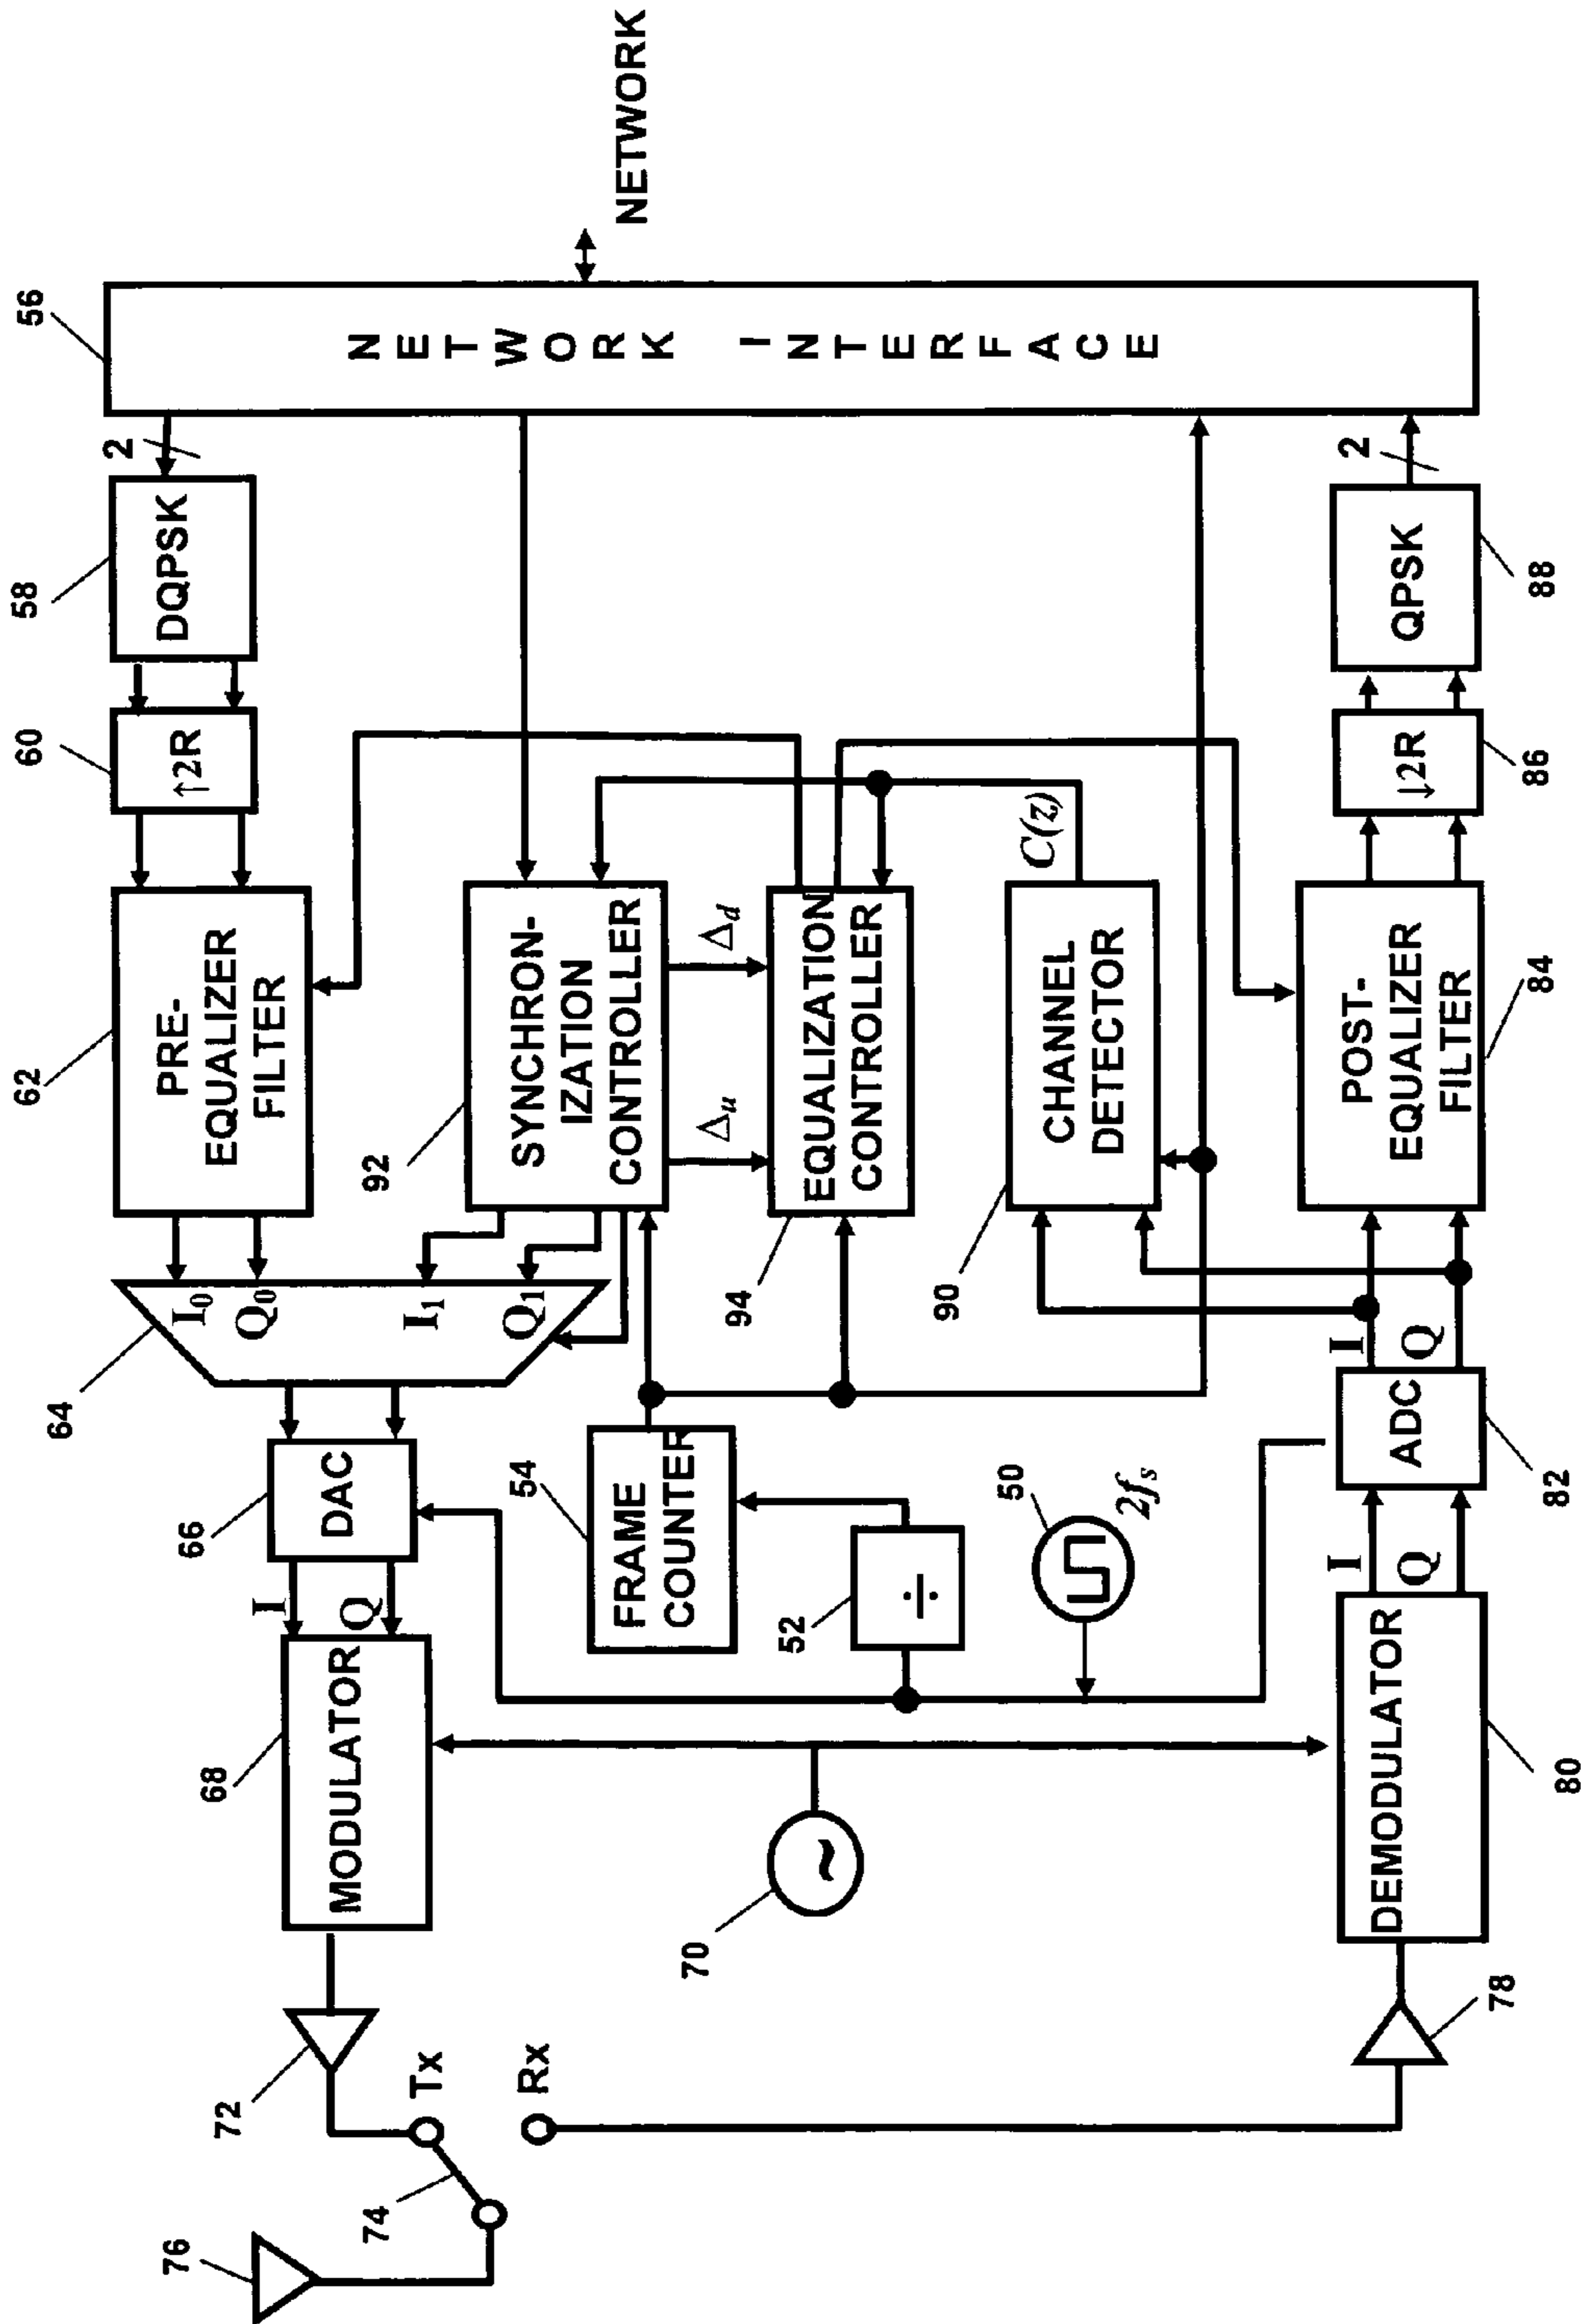 56
NETWORK INTERFACE
NETWORK
2
58
DQPSK
60
↑2R
62
PRE-
EQUALIZER
FILTER
64
I₀
Q₀
I₁
Q₁
66
DAC
I
Q
68
MODULATOR
72
74
76
Tx
Rx
92
SYNCHRON-
IZATION
CONTROLLER
Δu
Δd
94
EQUALIZATION
CONTROLLER
54
FRAME
COUNTER
52
÷
50
2fs
70
~
90
CHANNEL
DETECTOR
C(z)
78
80
DEMODULATOR
I
Q
82
ADC
I
Q
84
POST-
EQUALIZER
FILTER
86
↓2R
88
QPSK
2